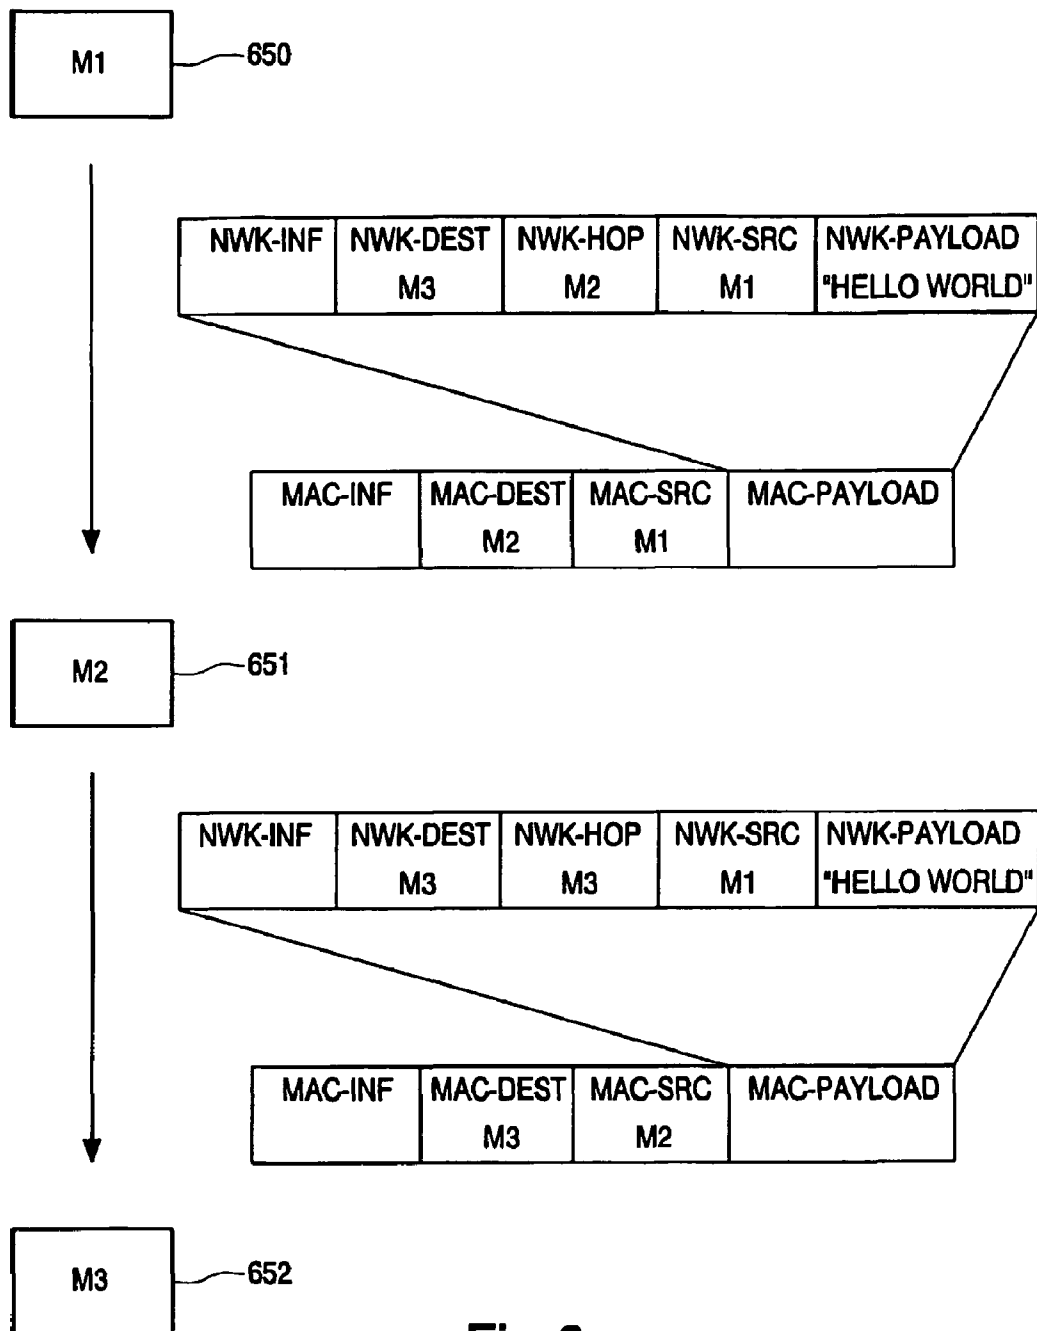 M1
650
NWK-INF NWK-DEST NWK-HOP NWK-SRC NWK-PAYLOAD
M3 M2 M1 "HELLO WORLD"
MAC-INF MAC-DEST MAC-SRC MAC-PAYLOAD
M2 M1
M2
651
NWK-INF NWK-DEST NWK-HOP NWK-SRC NWK-PAYLOAD
M3 M3 M1 "HELLO WORLD"
MAC-INF MAC-DEST MAC-SRC MAC-PAYLOAD
M3 M2
M3
652